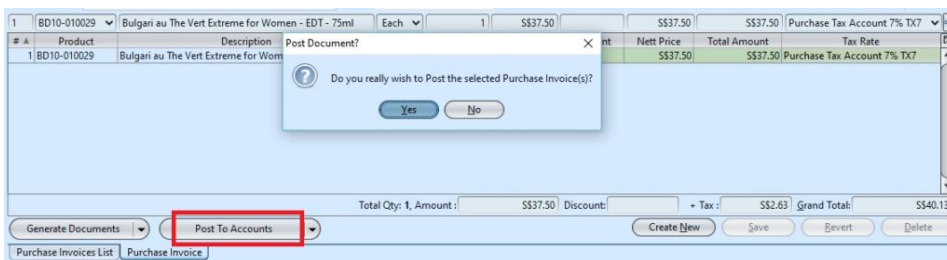 1 BD10-010029 Bulgari au The Vert Extreme for Women - EDT - 75ml Each 1 S$37.50 S$37.50 S$37.50 Purchase Tax Account 7% TX7
# Product Description Post Document? nt Nett Price Total Amount Tax Rate
1 BD10-010029 Bulgari au The Vert Extreme for Wom S$37.50 S$37.50 Purchase Tax Account 7% TX7
Do you really wish to Post the selected Purchase Invoice(s)?
Yes No
Total Qty: 1, Amount : S$37.50 Discount: + Tax : S$2.63 Grand Total: S$40.13
Generate Documents Post To Accounts Create New Save Revert Delete
Purchase Invoices List Purchase Invoice